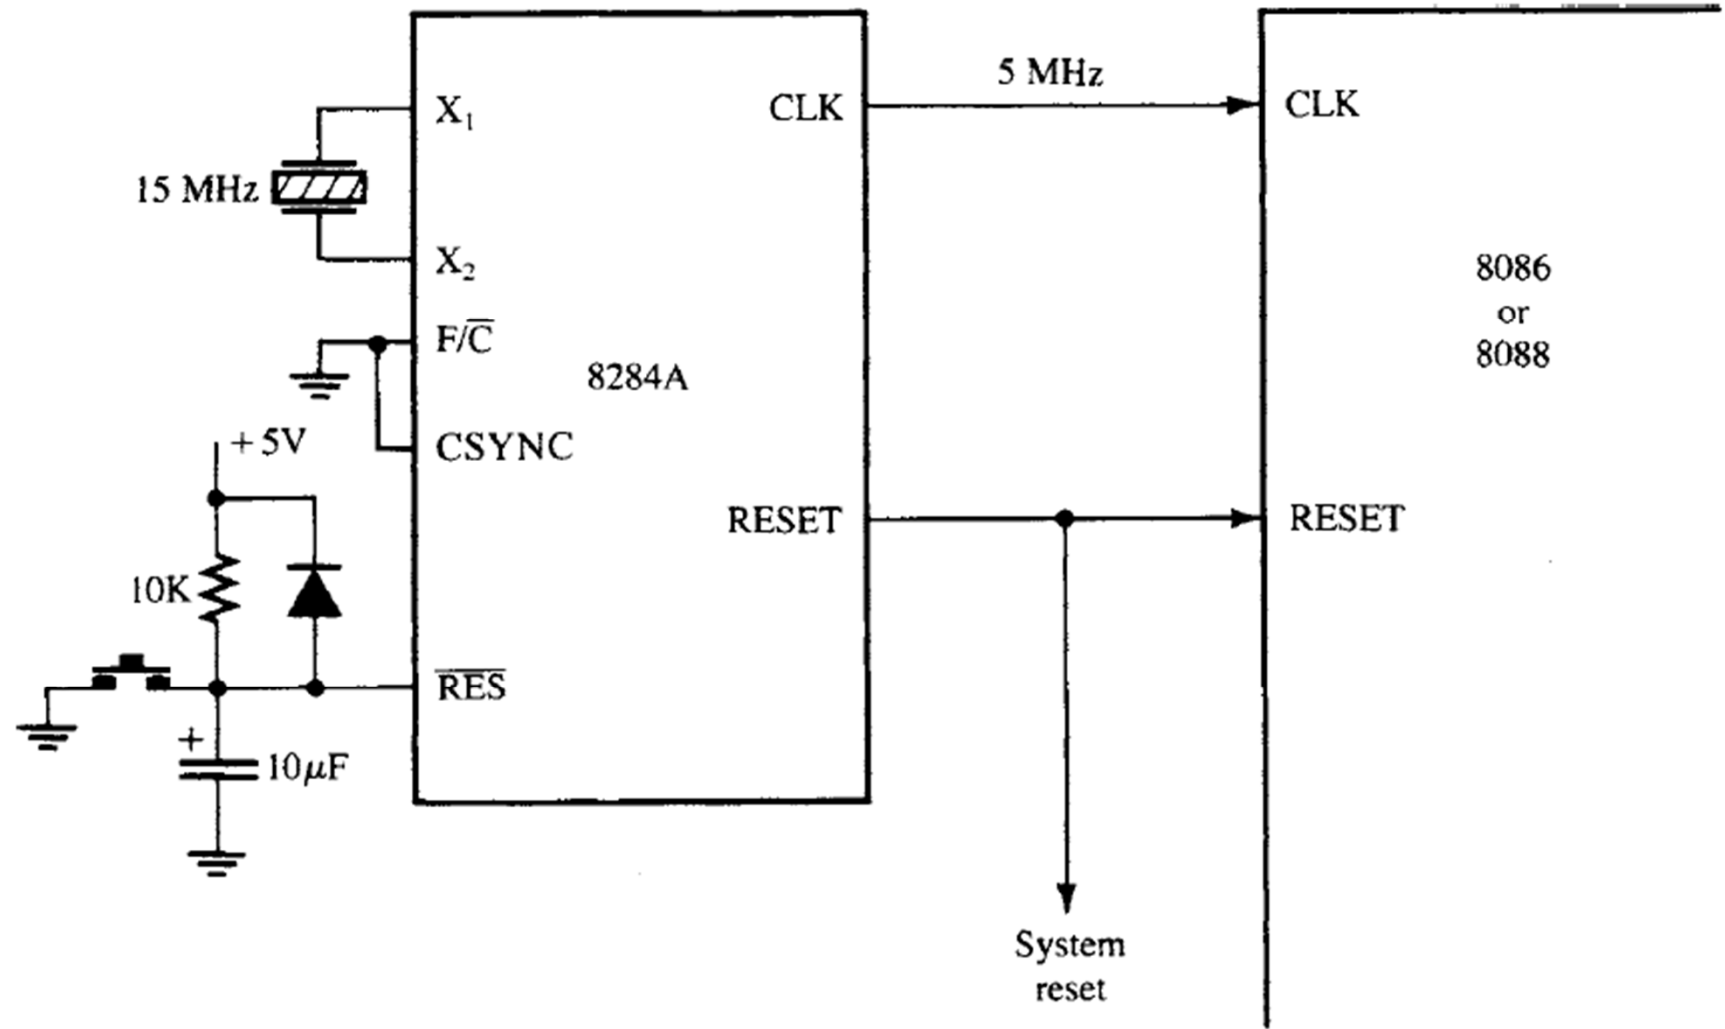 5 MHz
X₁
CLK
CLK
15 MHz
X₂
8086
or
8088
F/C̅
8284A
+5V
CSYNC
RESET
RESET
10K
R̅E̅S̅
+
10μF
System
reset